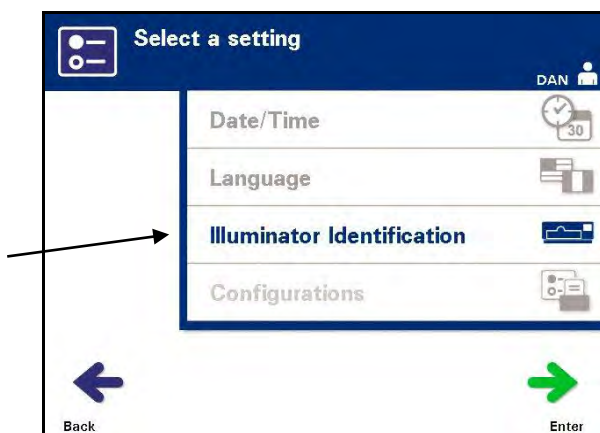 Select a setting
DAN
Date/Time
30
Language
Illuminator Identification
Configurations
Back
Enter